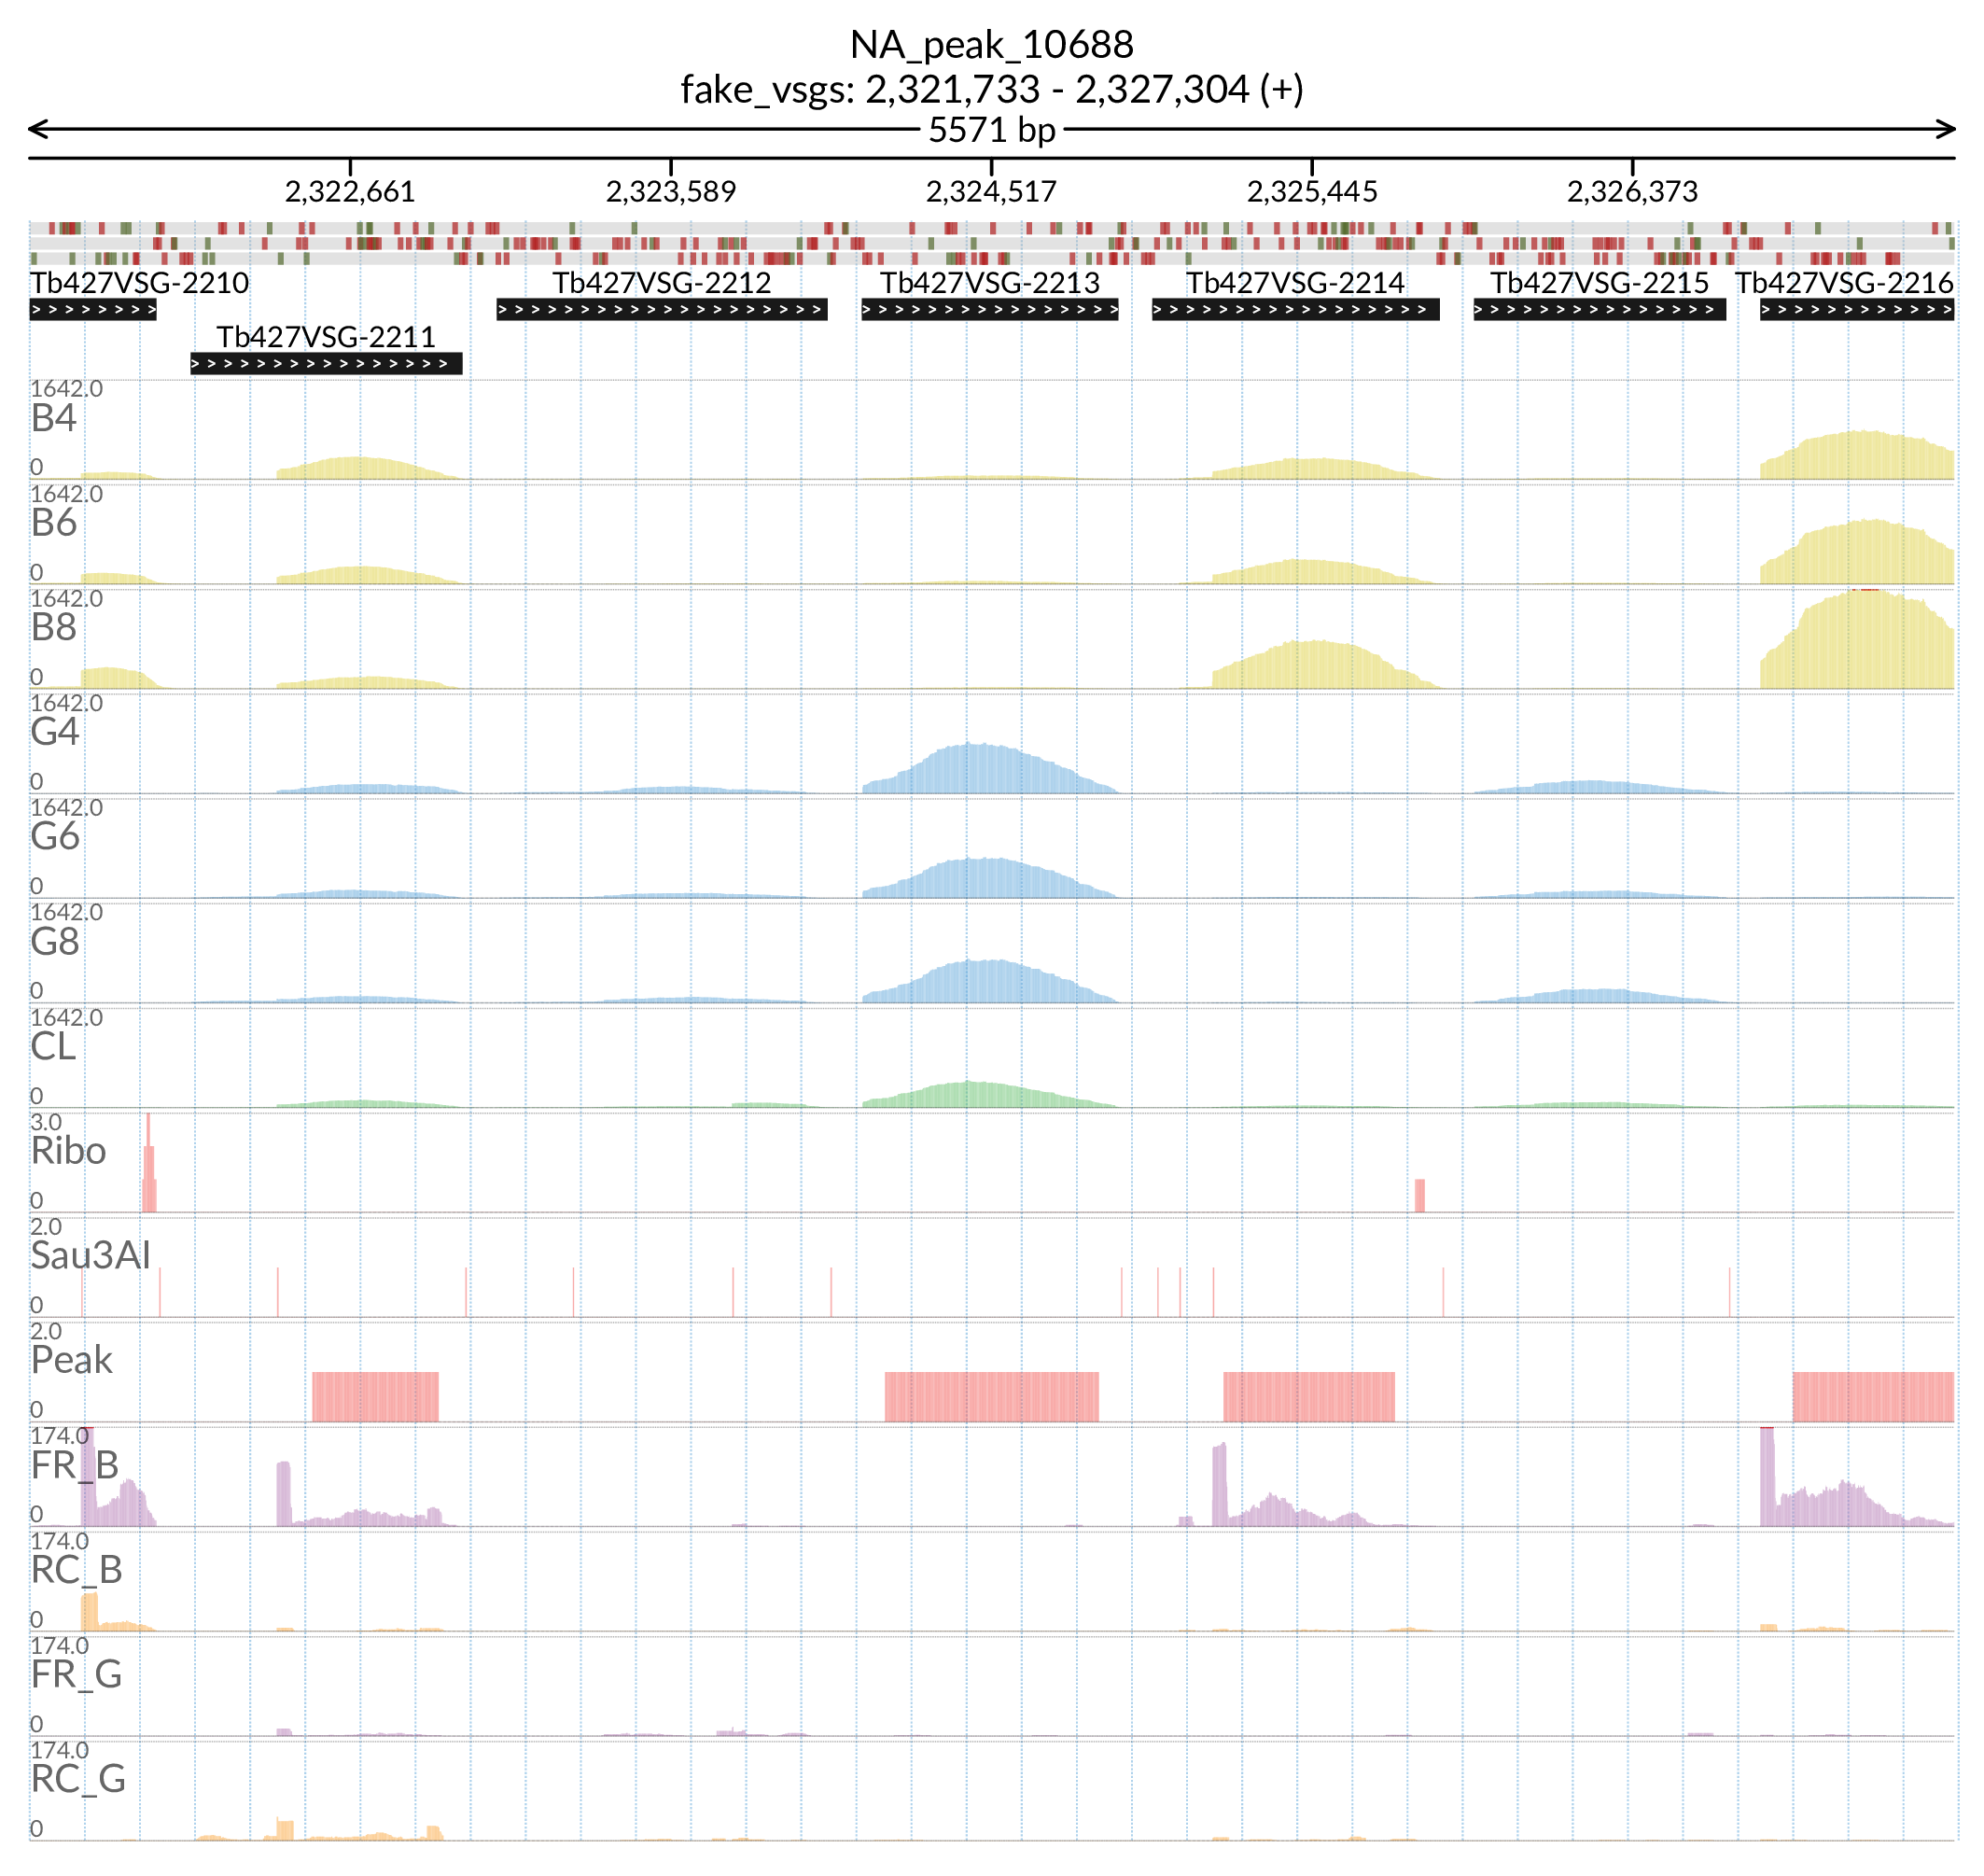 NA_peak_10688
fake_vsgs: 2,321,733 - 2,327,304 (+)
5571 bp
2,322,661 2,323,589 2,324,517 2,325,445 2,326,373
Tb427VSG-2210 Tb427VSG-2212 Tb427VSG-2213 Tb427VSG-2214 Tb427VSG-2215 Tb427VSG-2216
Tb427VSG-2211
1642.0
B4
0
1642.0
B6
0
1642.0
B8
0
1642.0
G4
0
1642.0
G6
0
1642.0
G8
0
1642.0
CL
0
3.0
Ribo
0
2.0
Sau3AI
0
2.0
Peak
0
174.0
FR_B
0
174.0
RC_B
0
174.0
FR_G
0
174.0
RC_G
0